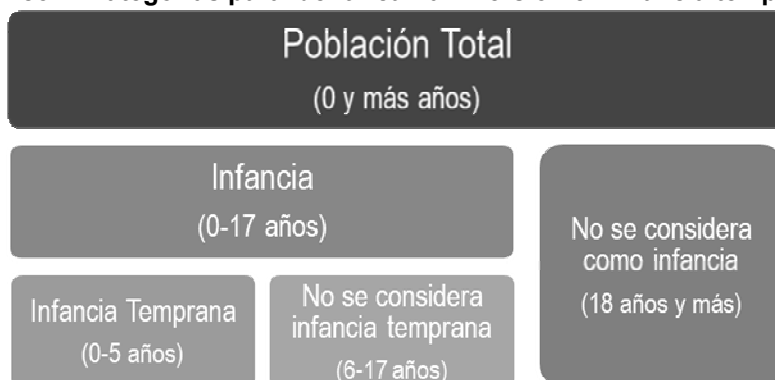 Población Total
(0 y más años)
Infancia
(0-17 años)
No se considera
como infancia
(18 años y más)
Infancia Temprana
(0-5 años)
No se considera
infancia temprana
(6-17 años)